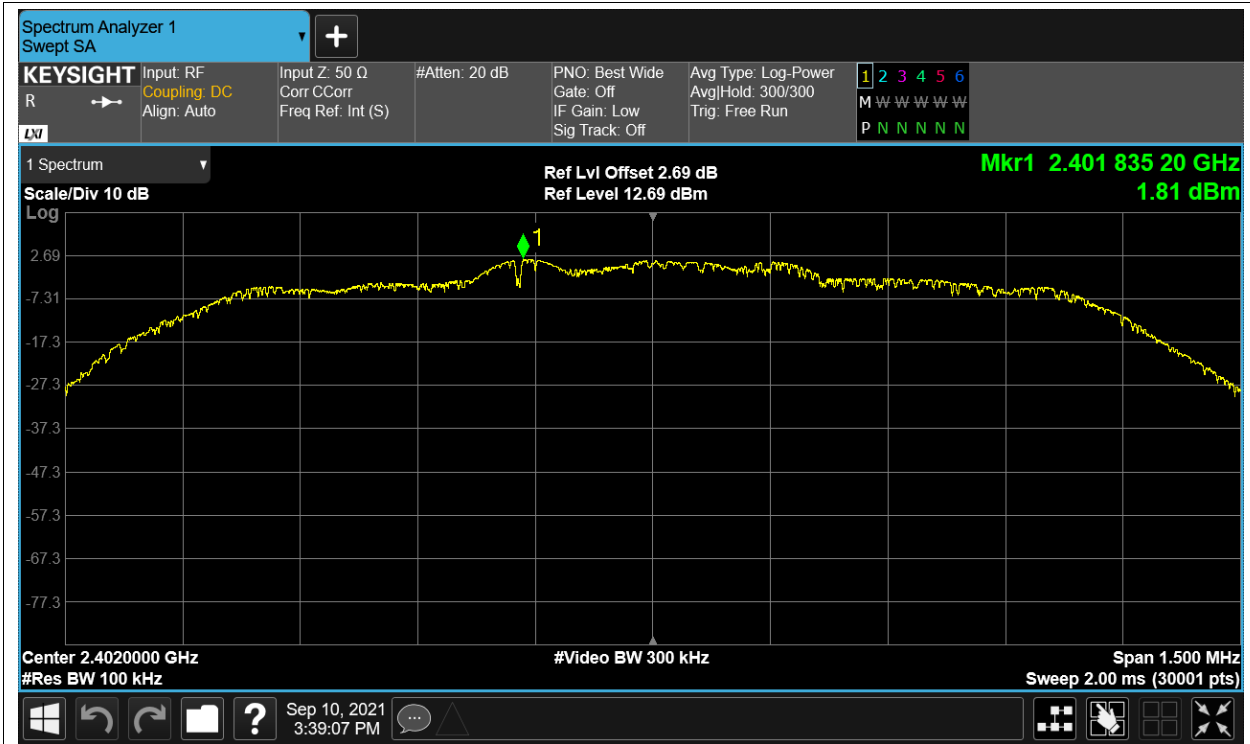 Spectrum Analyzer 1
Swept SA
KEYSIGHT
R
LXI
Input: RF
Coupling: DC
Align: Auto
Input Z: 50 Ω
Corr CCorr
Freq Ref: Int (S)
#Atten: 20 dB
PNO: Best Wide
Gate: Off
IF Gain: Low
Sig Track: Off
Avg Type: Log-Power
Avg|Hold: 300/300
Trig: Free Run
1 2 3 4 5 6
M W W W W W
P N N N N N
1 Spectrum
Scale/Div 10 dB
Log
Ref Lvl Offset 2.69 dB
Ref Level 12.69 dBm
Mkr1 2.401 835 20 GHz
1.81 dBm
1
2.69
-7.31
-17.3
-27.3
-37.3
-47.3
-57.3
-67.3
-77.3
Center 2.4020000 GHz
#Res BW 100 kHz
#Video BW 300 kHz
Span 1.500 MHz
Sweep 2.00 ms (30001 pts)
?
Sep 10, 2021
3:39:07 PM